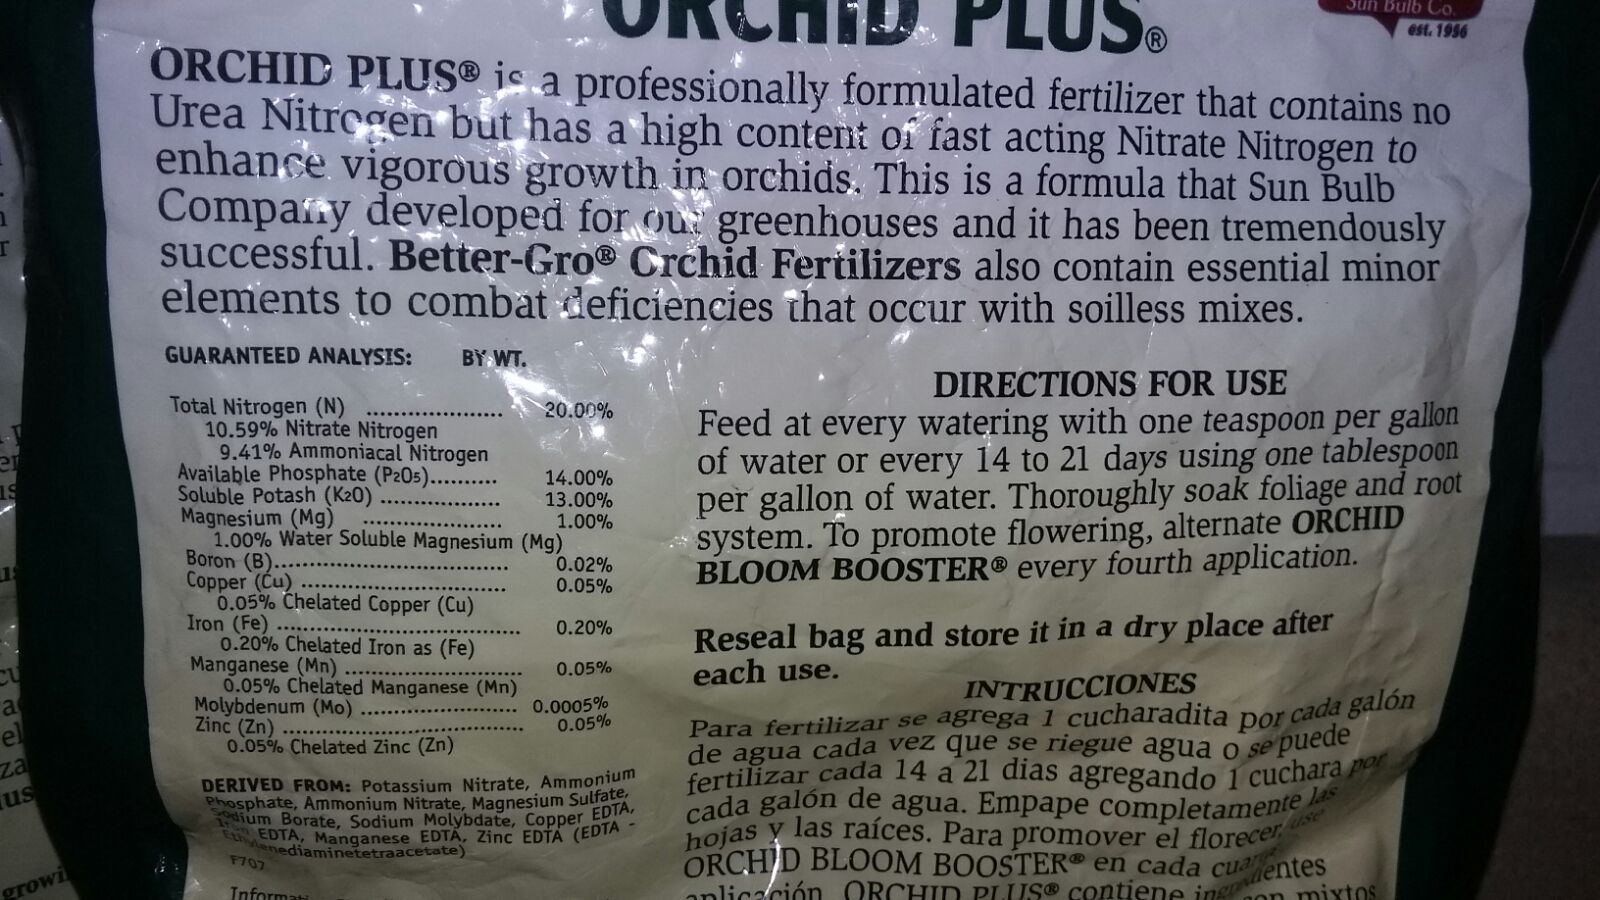 ORCHID PLUS®
Sun Bulb Co.
est. 1956
ORCHID PLUS® is a professionally formulated fertilizer that contains no
Urea Nitrogen but has a high content of fast acting Nitrate Nitrogen to
enhance vigorous growth in orchids. This is a formula that Sun Bulb
Company developed for our greenhouses and it has been tremendously
successful. Better-Gro® Orchid Fertilizers also contain essential minor
elements to combat deficiencies that occur with soilless mixes.
GUARANTEED ANALYSIS: BY WT.
Total Nitrogen (N) .................... 20.00%
10.59% Nitrate Nitrogen
9.41% Ammoniacal Nitrogen
Available Phosphate (P2O5).......... 14.00%
Soluble Potash (K2O) .................. 13.00%
Magnesium (Mg) ..................... 1.00%
1.00% Water Soluble Magnesium (Mg)
Boron (B)................................... 0.02%
Copper (Cu) ............................... 0.05%
0.05% Chelated Copper (Cu)
Iron (Fe) ..................................... 0.20%
0.20% Chelated Iron as (Fe)
Manganese (Mn) .......................... 0.05%
0.05% Chelated Manganese (Mn)
Molybdenum (Mo) ....................... 0.0005%
Zinc (Zn) ................................... 0.05%
0.05% Chelated Zinc (Zn)
DERIVED FROM: Potassium Nitrate, Ammonium
Phosphate, Ammonium Nitrate, Magnesium Sulfate,
Sodium Borate, Sodium Molybdate, Copper EDTA,
Iron EDTA, Manganese EDTA, Zinc EDTA (EDTA -
Ethylenediaminetetraacetate)
F707
DIRECTIONS FOR USE
Feed at every watering with one teaspoon per gallon
of water or every 14 to 21 days using one tablespoon
per gallon of water. Thoroughly soak foliage and root
system. To promote flowering, alternate ORCHID
BLOOM BOOSTER® every fourth application.
Reseal bag and store it in a dry place after
each use.
INTRUCCIONES
Para fertilizar se agrega 1 cucharadita por cada galón
de agua cada vez que se riegue agua o se puede
fertilizar cada 14 a 21 dias agregando 1 cuchara por
cada galón de agua. Empape completamente las
hojas y las raíces. Para promover el florecer, use
ORCHID BLOOM BOOSTER® en cada
aplicación. ORCHID PLUS® contiene
mixtos